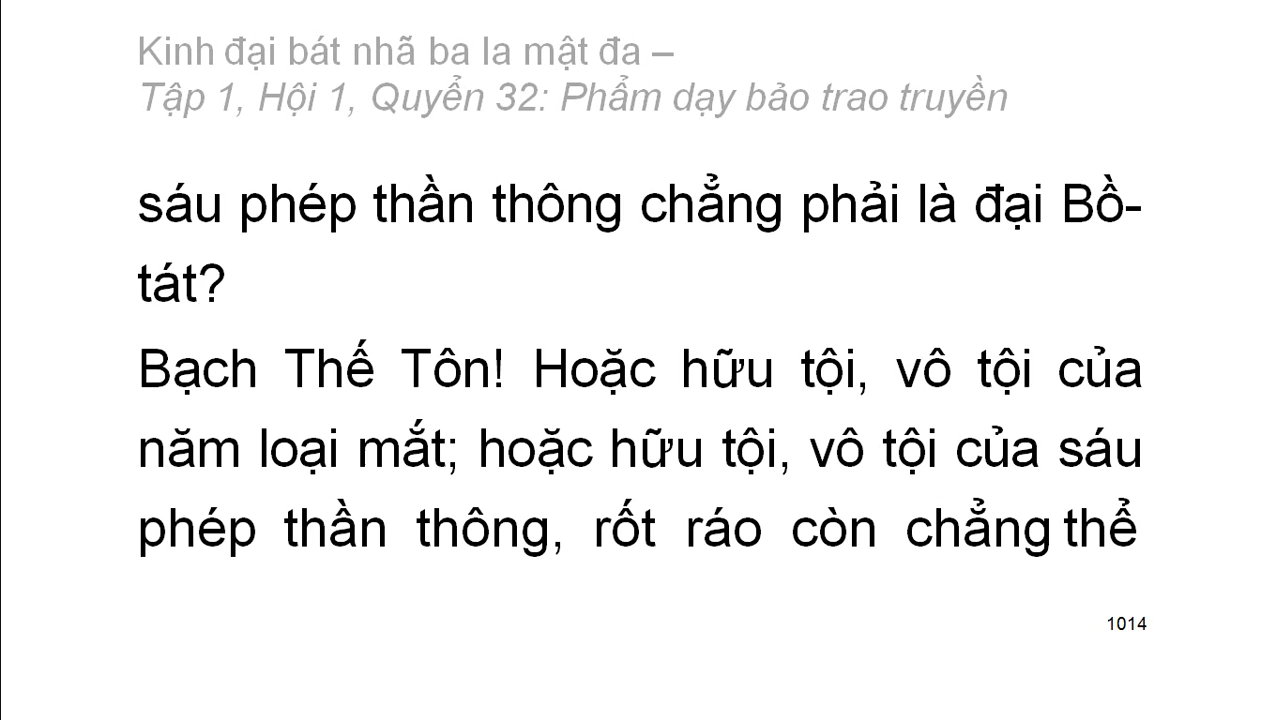 Kinh đại bát nhã ba la mật đa –
Tập 1, Hội 1, Quyển 32: Phẩm dạy bảo trao truyền
sáu phép thần thông chẳng phải là đại Bồ-
tát?
Bạch Thế Tôn! Hoặc hữu tội, vô tội của
năm loại mắt; hoặc hữu tội, vô tội của sáu
phép thần thông, rốt ráo còn chẳng thể
1014